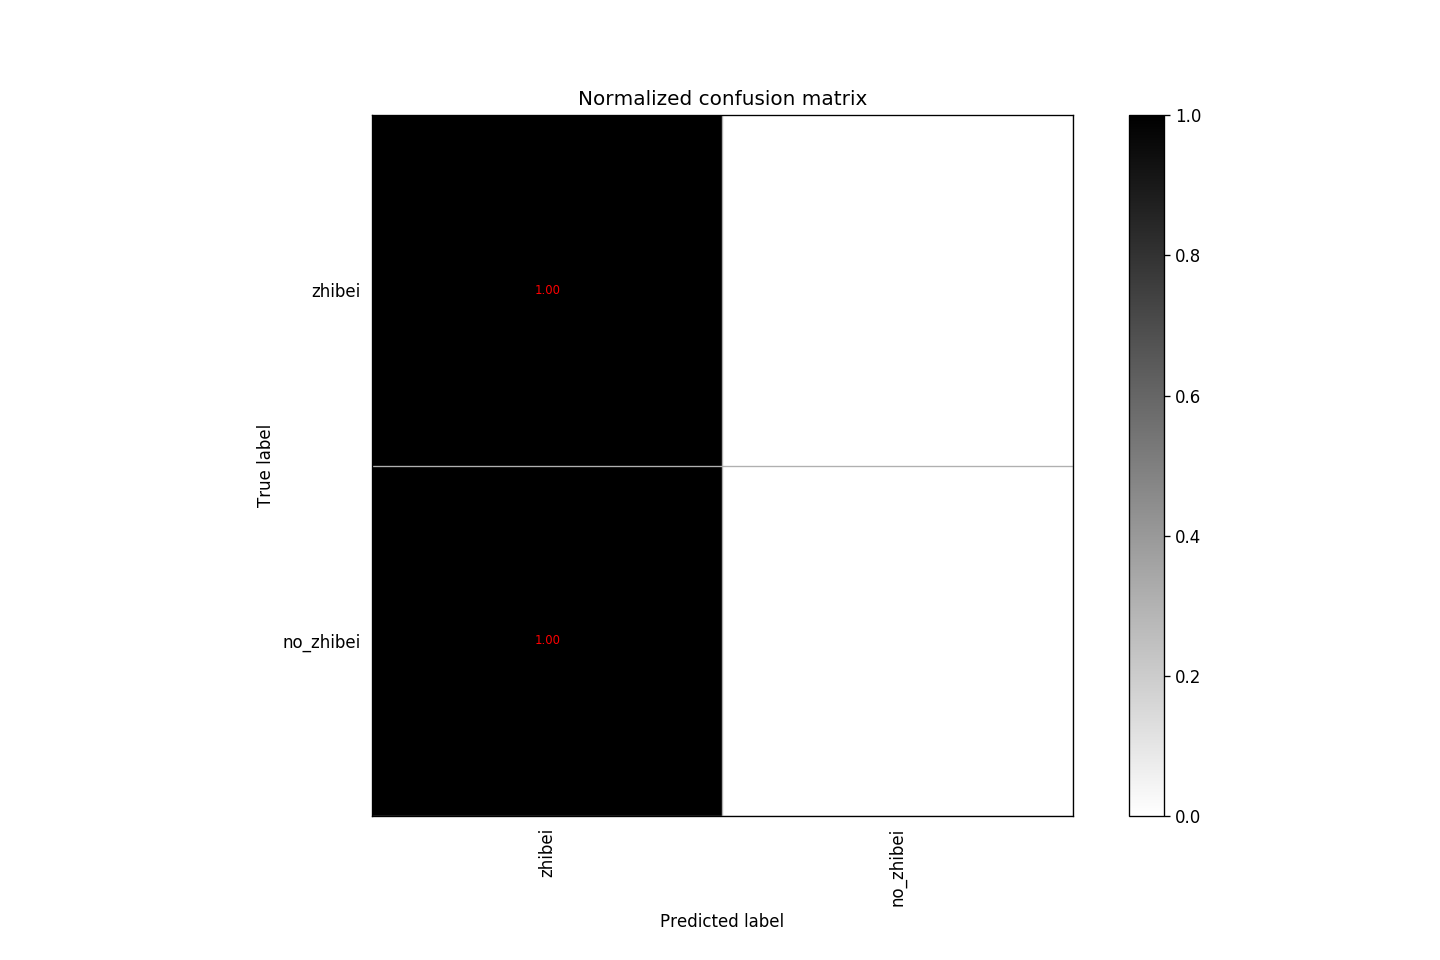 Normalized confusion matrix
zhibei
no_zhibei
True label
1.00
1.00
zhibei
no_zhibei
Predicted label
1.0
0.8
0.6
0.4
0.2
0.0